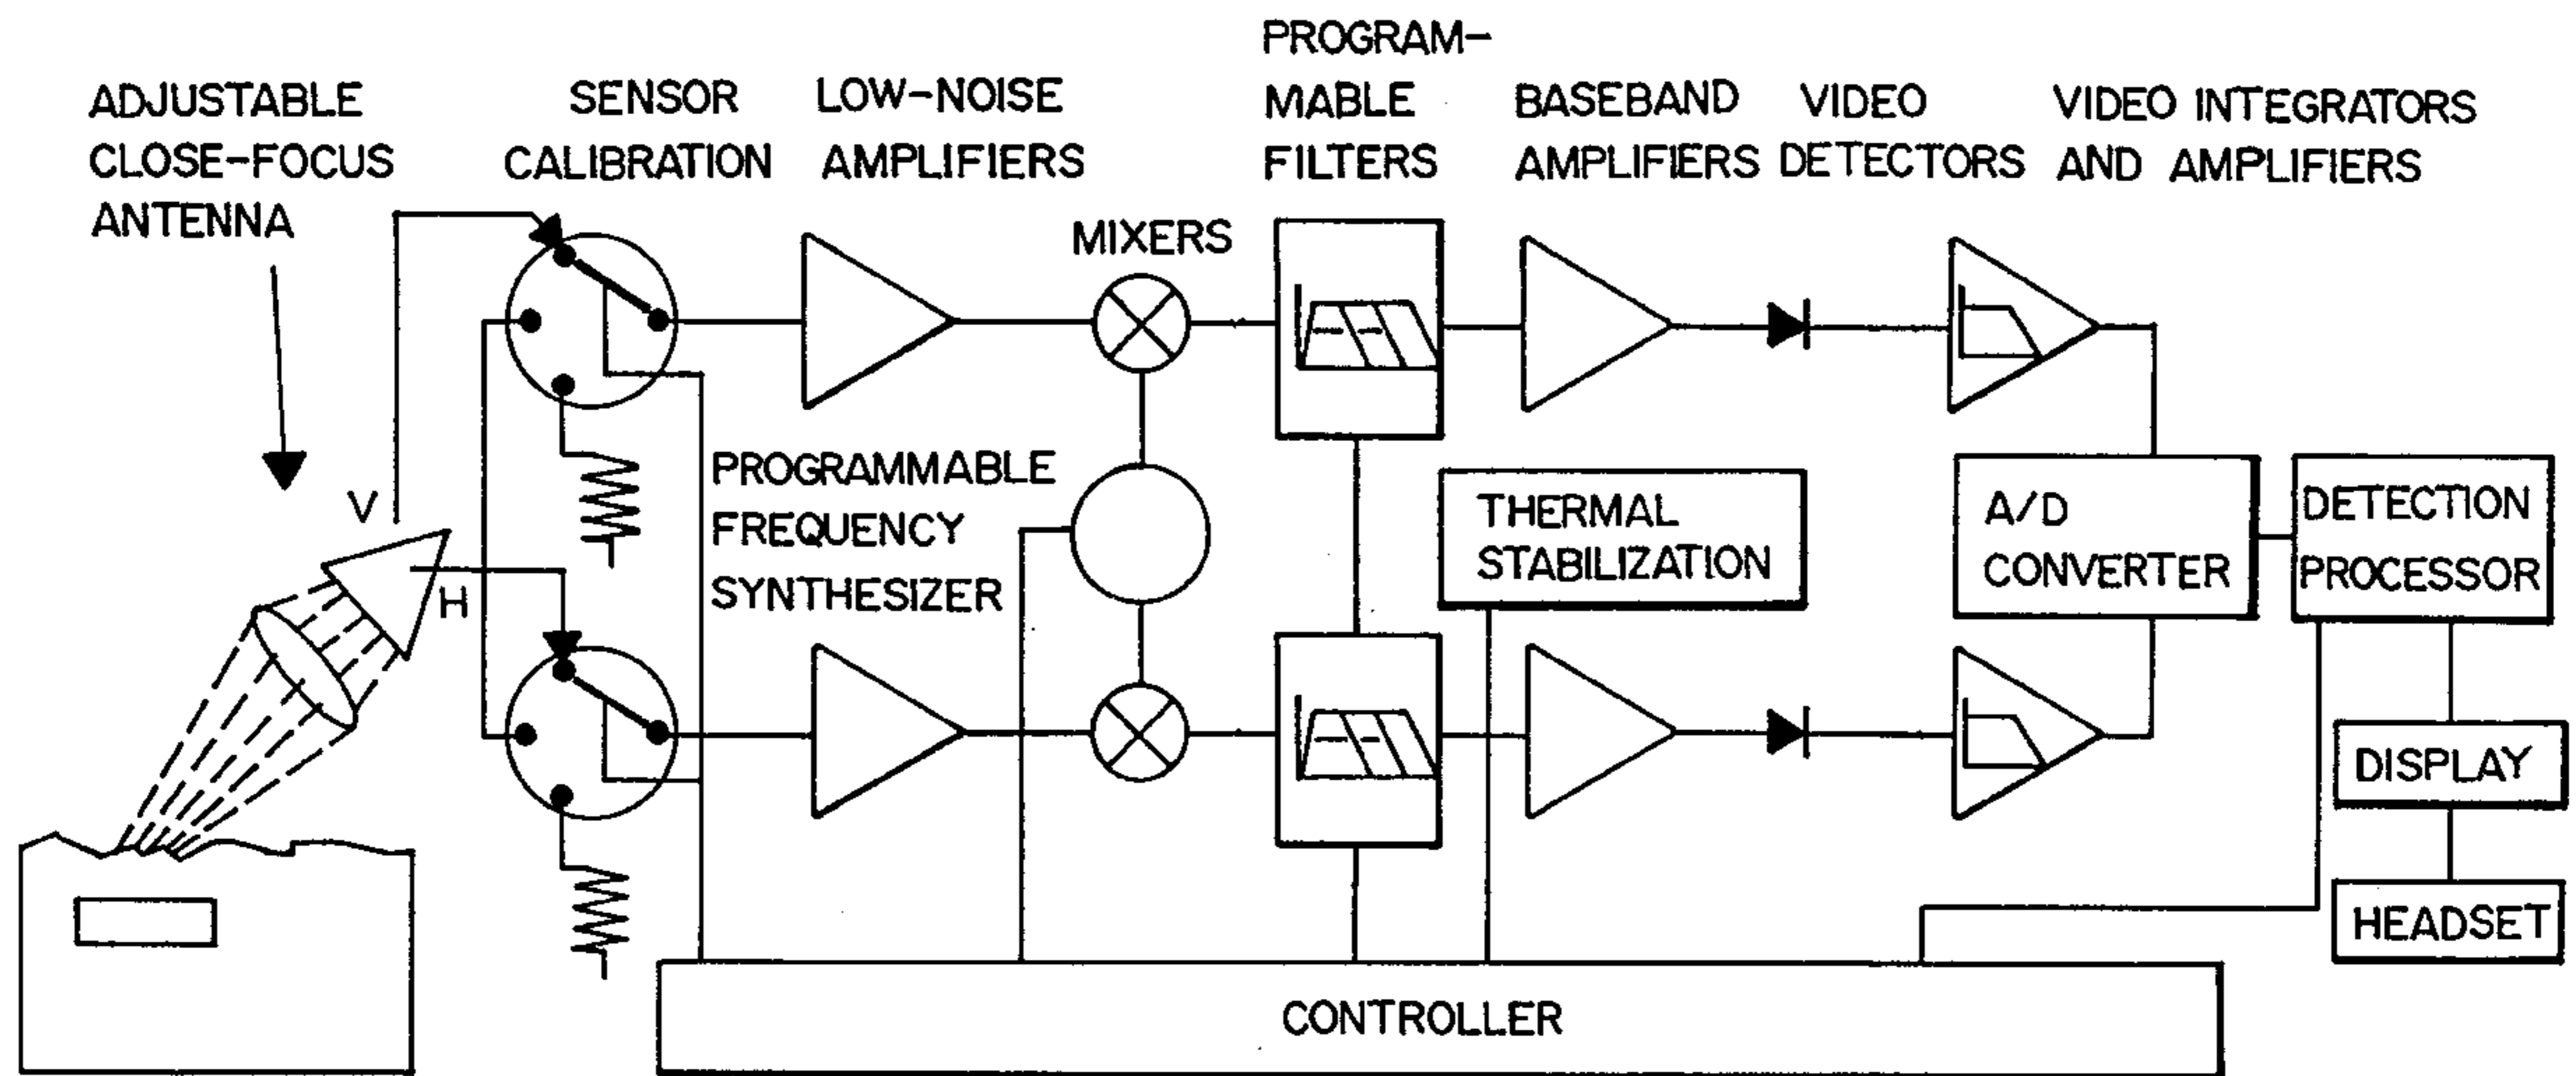 ADJUSTABLE
CLOSE-FOCUS
ANTENNA
SENSOR
CALIBRATION
LOW-NOISE
AMPLIFIERS
MIXERS
PROGRAM-
MABLE
FILTERS
BASEBAND
AMPLIFIERS
VIDEO
DETECTORS
VIDEO INTEGRATORS
AND AMPLIFIERS
V
H
PROGRAMMABLE
FREQUENCY
SYNTHESIZER
THERMAL
STABILIZATION
A/D
CONVERTER
DETECTION
PROCESSOR
DISPLAY
HEADSET
CONTROLLER